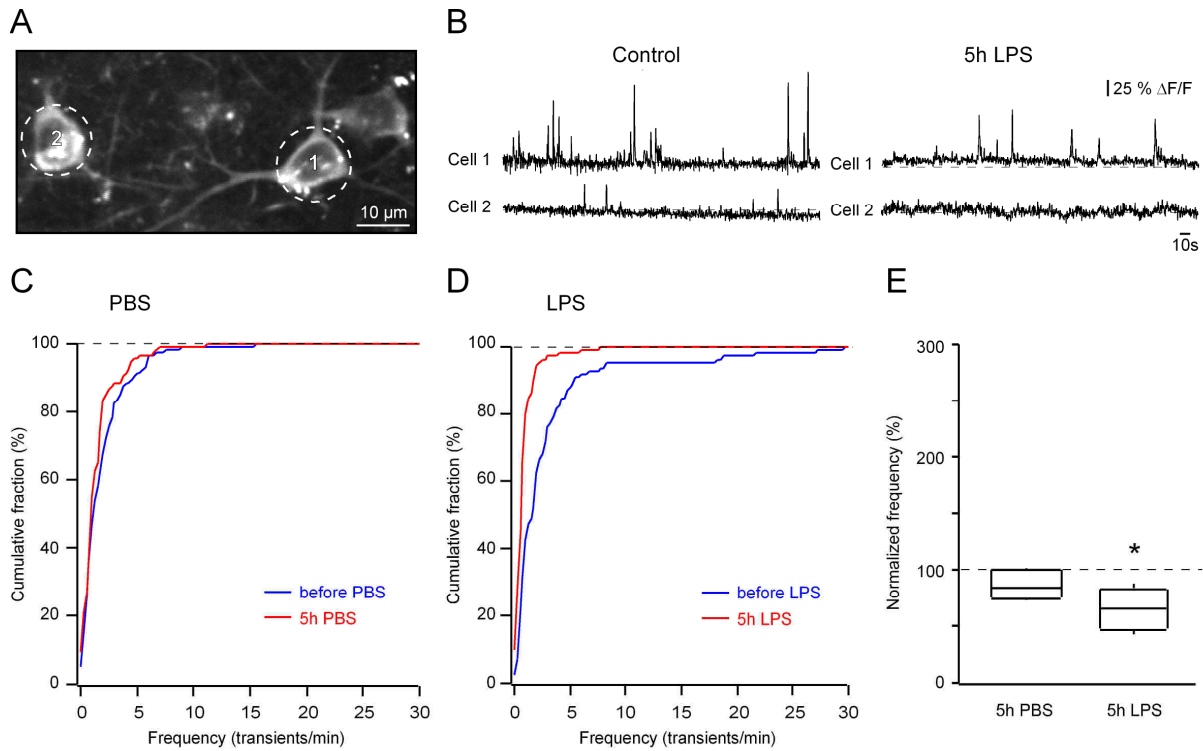 A
2
1
10 µm
B
Control
5h LPS
25 % ΔF/F
Cell 1
Cell 1
Cell 2
Cell 2
10s
C
PBS
100
80
60
40
20
0
Cumulative fraction (%)
before PBS
5h PBS
0 5 10 15 20 25 30
Frequency (transients/min)
D
LPS
100
80
60
40
20
0
Cumulative fraction (%)
before LPS
5h LPS
0 5 10 15 20 25 30
Frequency (transients/min)
E
300
200
100
0
Normalized frequency (%)
*
5h PBS 5h LPS